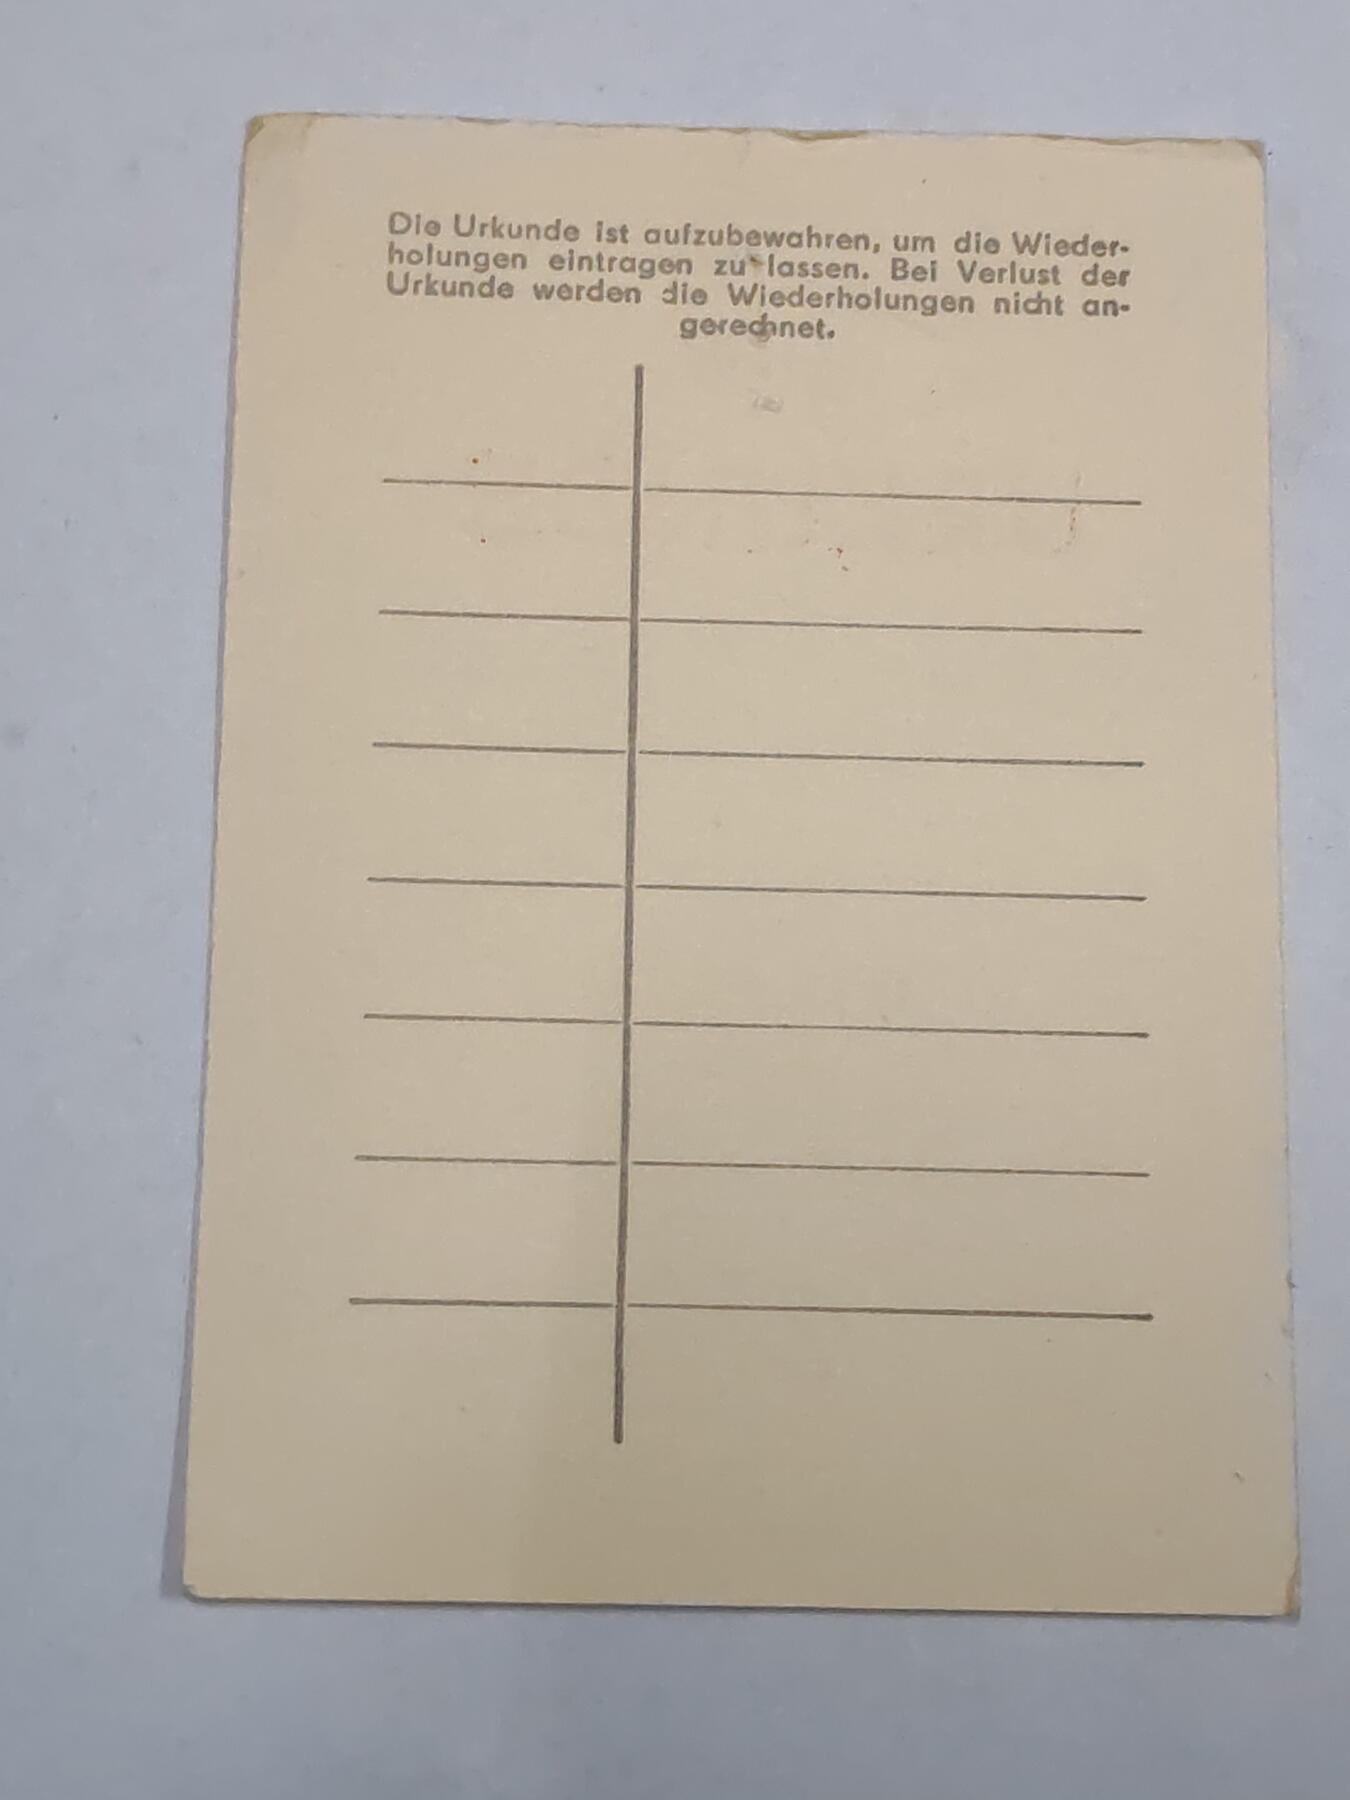 Die Urkunde ist aufzubewahren, um die Wieder-
holungen eintragen zu lassen. Bei Verlust der
Urkunde werden die Wiederholungen nicht an-
gerechnet.